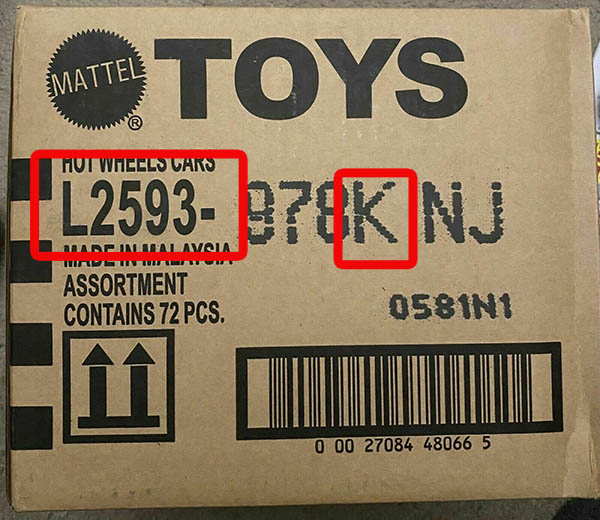 MATTEL
®
TOYS
HOT WHEELS CARS
L2593- K NJ
MADE IN MALAYSIA
ASSORTMENT
CONTAINS 72 PCS.
0581N1
0 00 27084 48066 5